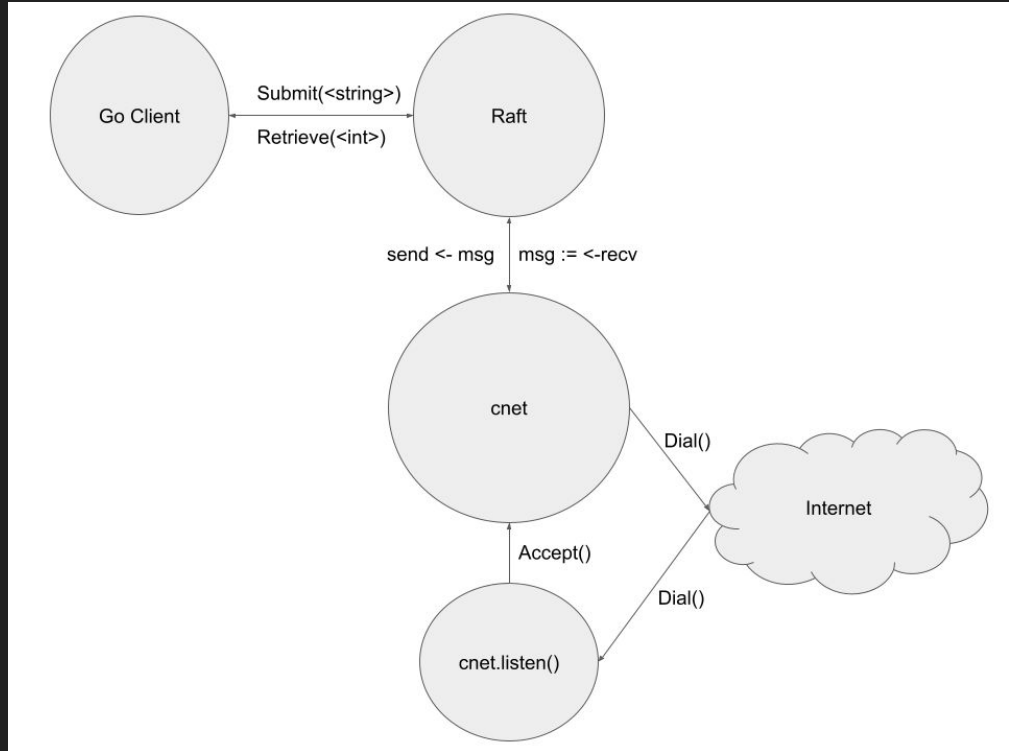 Go Client
Submit(<string>)
Retrieve(<int>)
Raft
send <- msg
msg := <-recv
cnet
Dial()
Internet
Accept()
Dial()
cnet.listen()